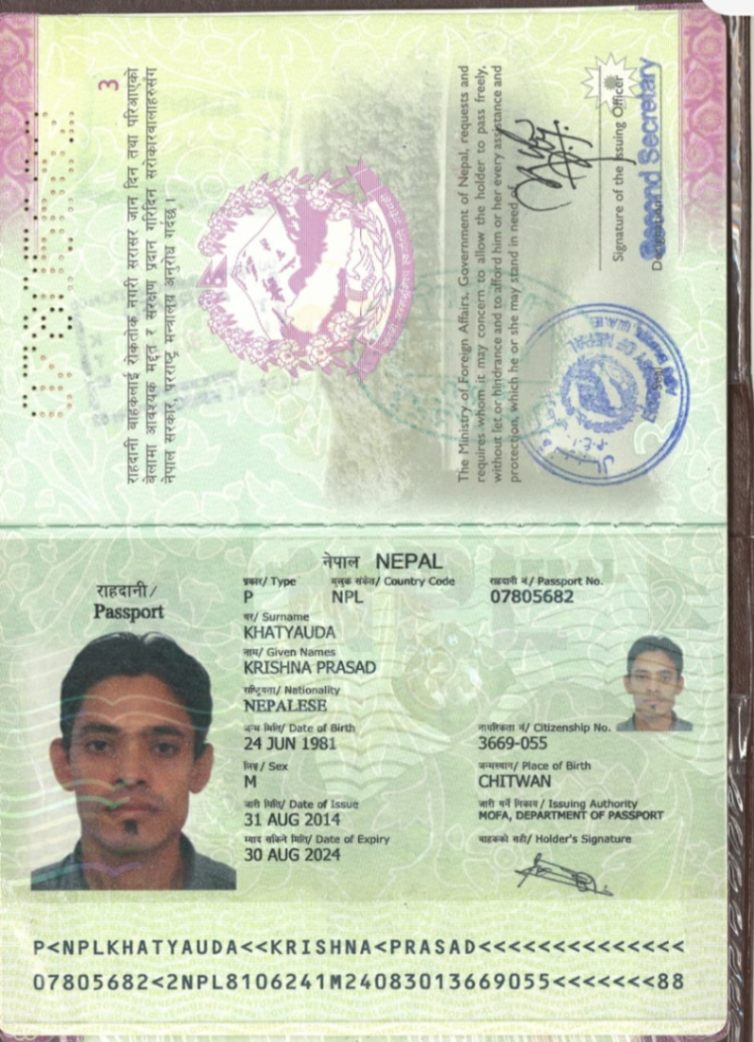 3
राहदानी बाहकलाई रोकतोक नगरी सरासर जान दिन तथा परिआएको
बेलामा आवश्यक मद्दत र संरक्षण प्रदान गरिदिन सरोकारवालाहरुसंग
नेपाल सरकार, परराष्ट्र मन्त्रालय अनुरोध गर्दछ ।
The Ministry of Foreign Affairs, Government of Nepal, requests and
requires whom it may concern to allow the holder to pass freely,
without let or hindrance and to afford him or her every assistance and
protection, which he or she may stand in need of.
Signature of the Issuing Officer
Second Secretary
नेपाल NEPAL
राहदानी/
Passport
प्रकार/ Type
मुलुक संकेत/ Country Code
राहदानी नं/ Passport No.
P
NPL
07805682
थर/ Surname
KHATYAUDA
नाम/ Given Names
KRISHNA PRASAD
राष्ट्रियता/ Nationality
NEPALESE
जन्म मिति/ Date of Birth
नागरिकता नं/ Citizenship No.
24 JUN 1981
3669-055
लिङ्ग/ Sex
जन्मस्थान/ Place of Birth
M
CHITWAN
जारी मिति/ Date of Issue
जारी गर्ने निकाय/ Issuing Authority
31 AUG 2014
MOFA, DEPARTMENT OF PASSPORT
म्याद सकिने मिति/ Date of Expiry
वाहकको सही/ Holder's Signature
30 AUG 2024
P<NPLKHATYAUDA<<KRISHNA<PRASAD<<<<<<<<<<<<<<
07805682<2NPL8106241M24083013669055<<<<<<<88